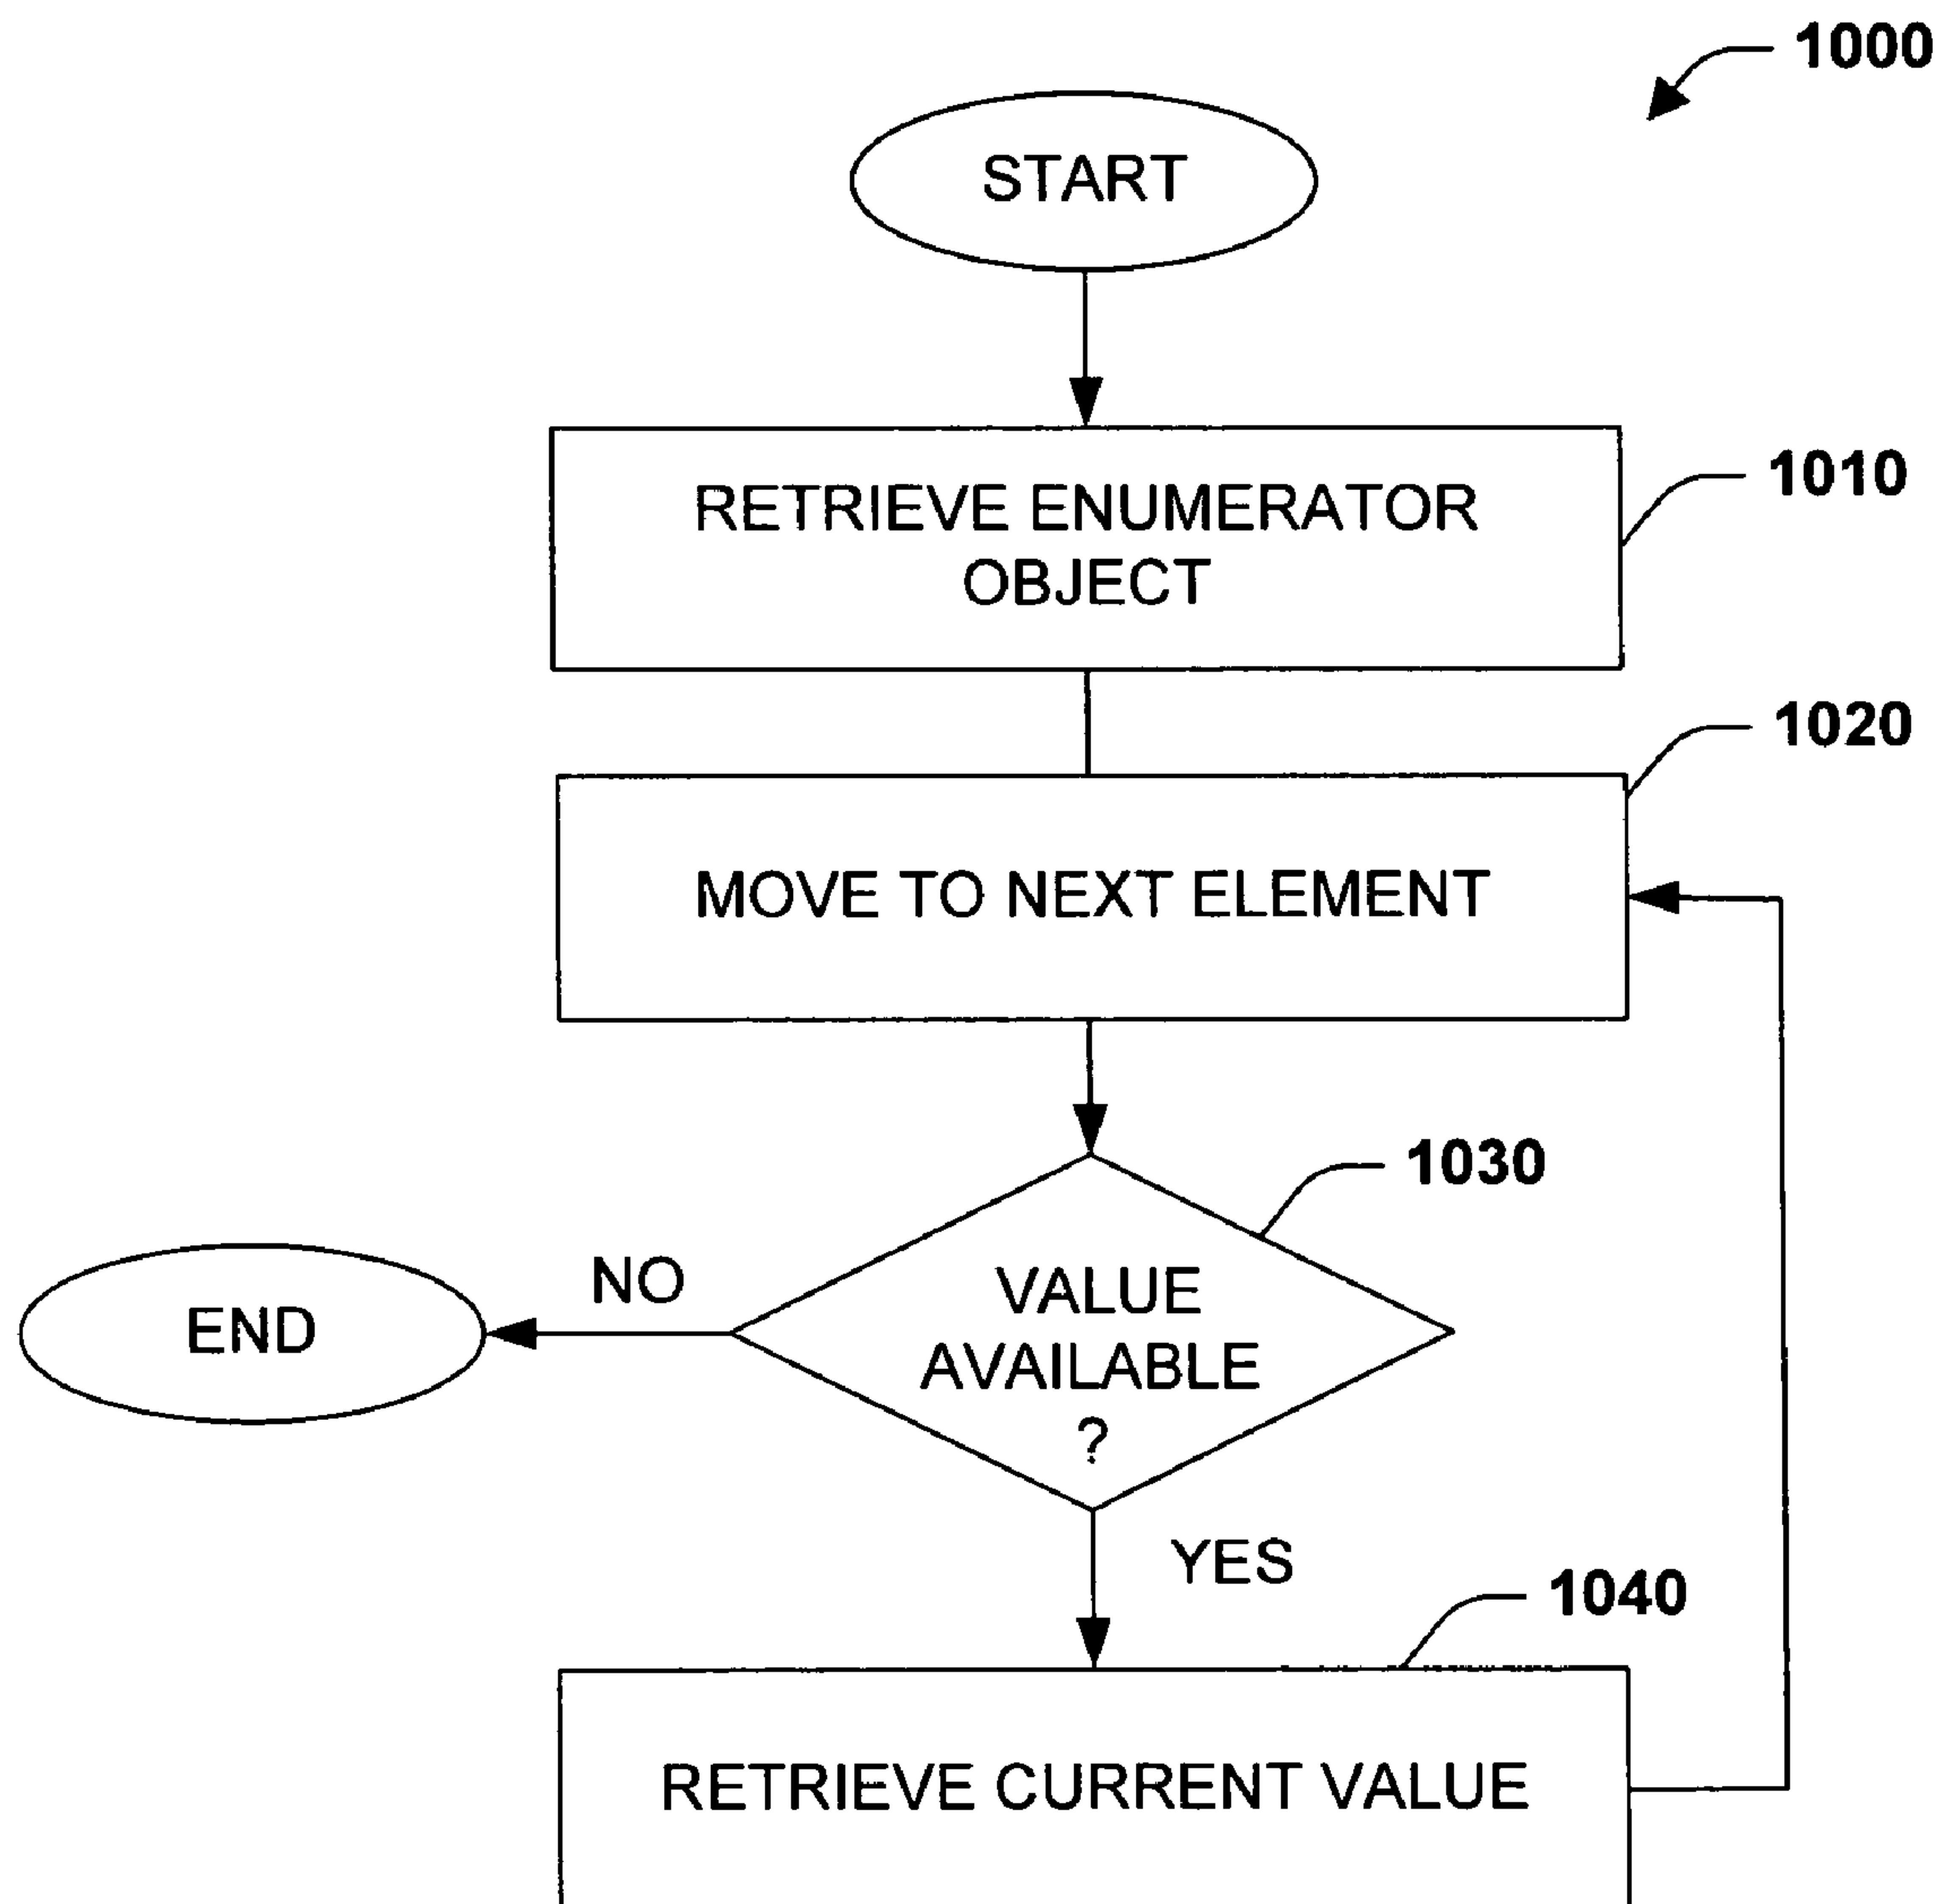 1000
START
RETRIEVE ENUMERATOR
OBJECT
1010
1020
MOVE TO NEXT ELEMENT
1030
VALUE
AVAILABLE
?
NO
END
YES
1040
RETRIEVE CURRENT VALUE